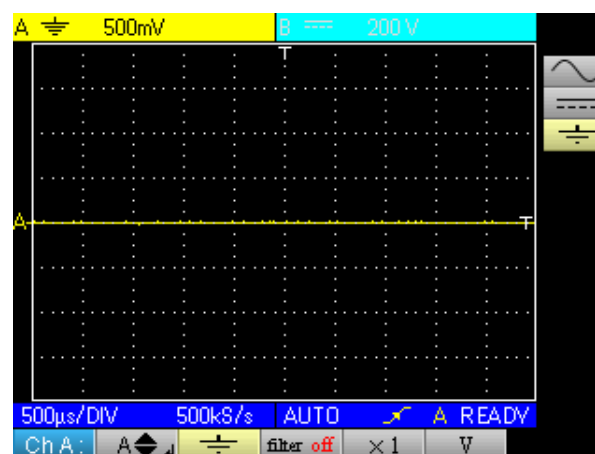 A 500mV B 200 V
T
A T
500µs/DIV 500kS/s AUTO A READY
Ch A: A filter off ×1 V